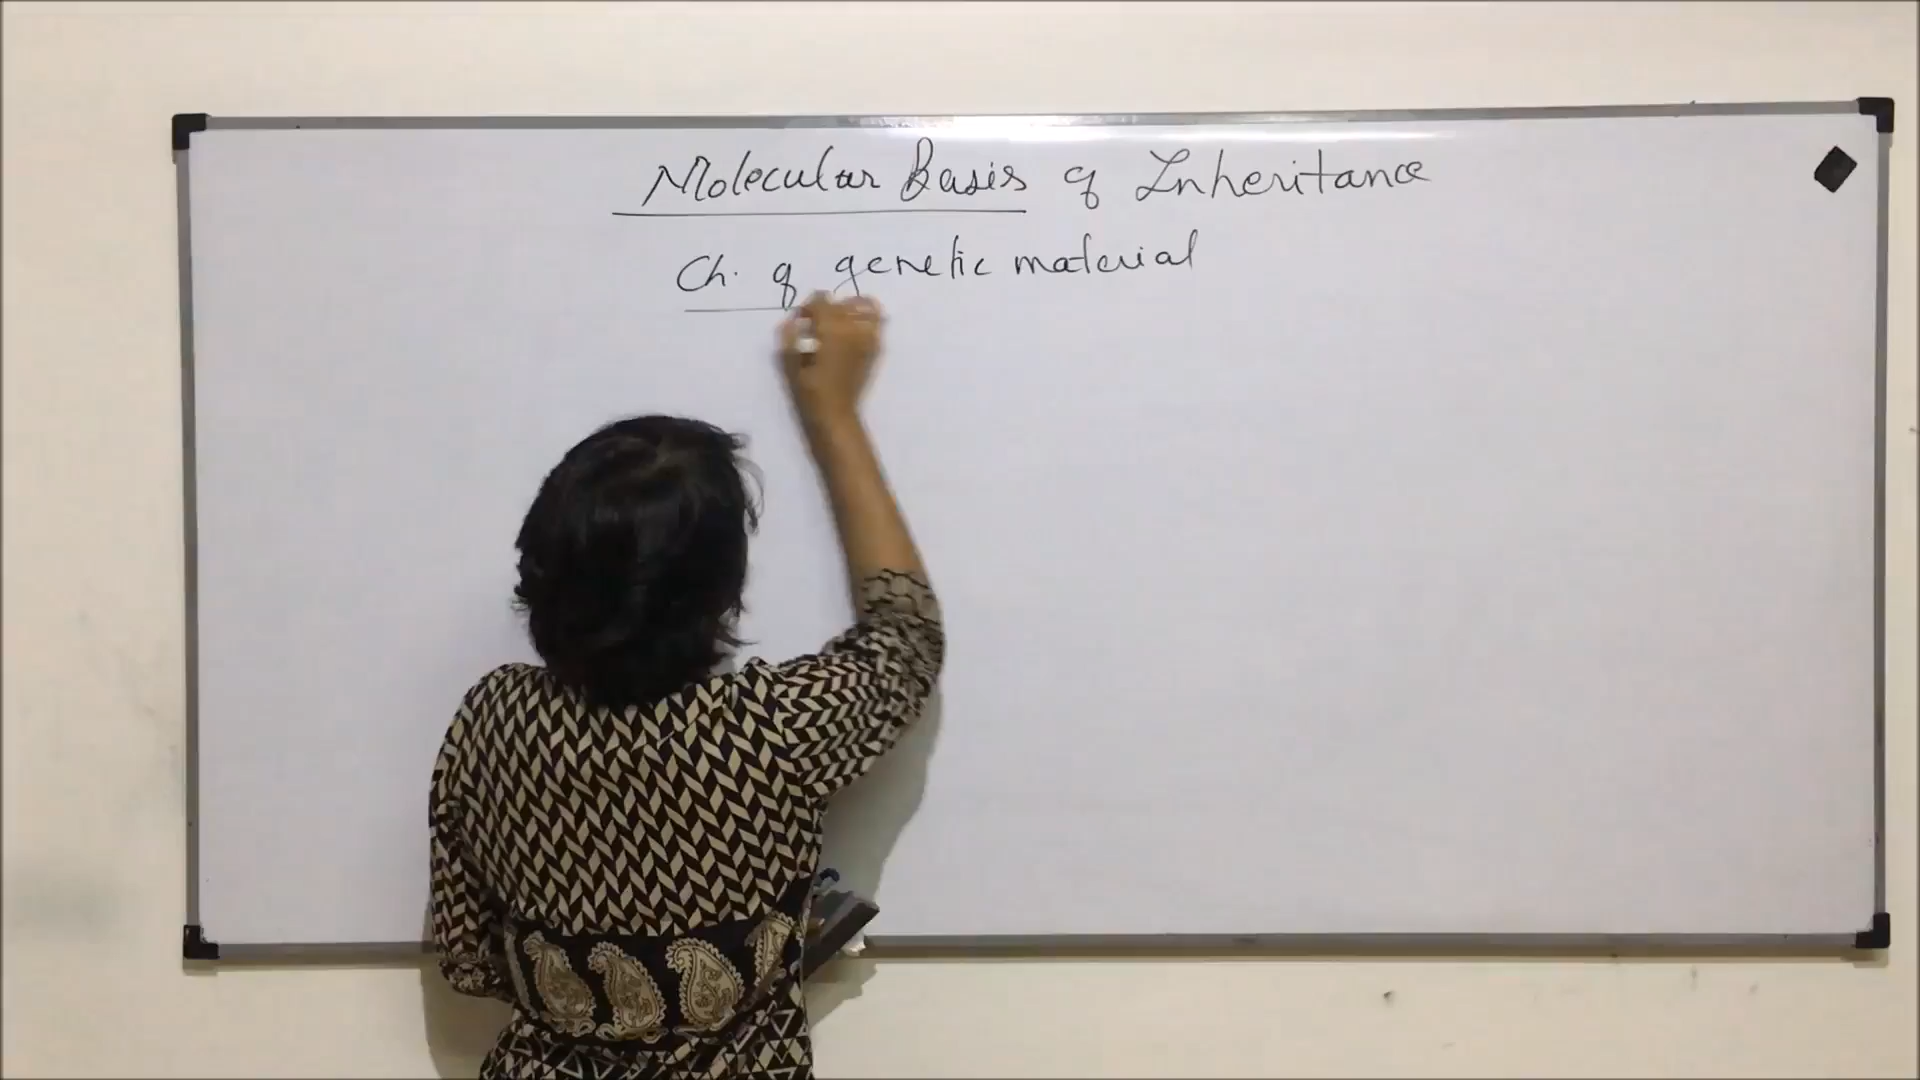 Molecular Basis of Inheritance
Ch. of genetic material